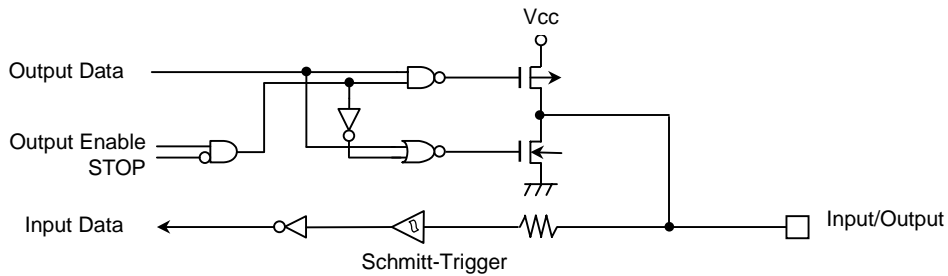 Vcc
Output Data
Output Enable
STOP
Input Data
Input/Output
Schmitt-Trigger